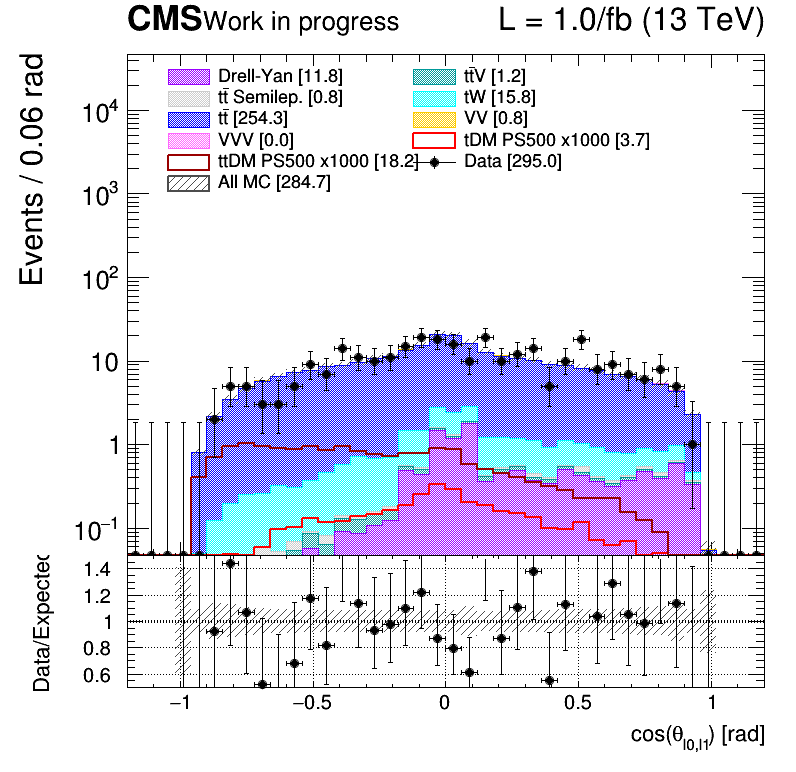 CMS Work in progress L = 1.0/fb (13 TeV)
Events / 0.06 rad
Drell-Yan [11.8] tt̄V [1.2]
tt̄ Semilep. [0.8] tW [15.8]
tt̄ [254.3] VV [0.8]
VVV [0.0] tDM PS500 x1000 [3.7]
ttDM PS500 x1000 [18.2] Data [295.0]
All MC [284.7]
10⁴
10³
10²
10
1
10⁻¹
Data/Expected
1.4
1.2
1
0.8
0.6
−1 −0.5 0 0.5 1
cos(θ_l0,l1) [rad]